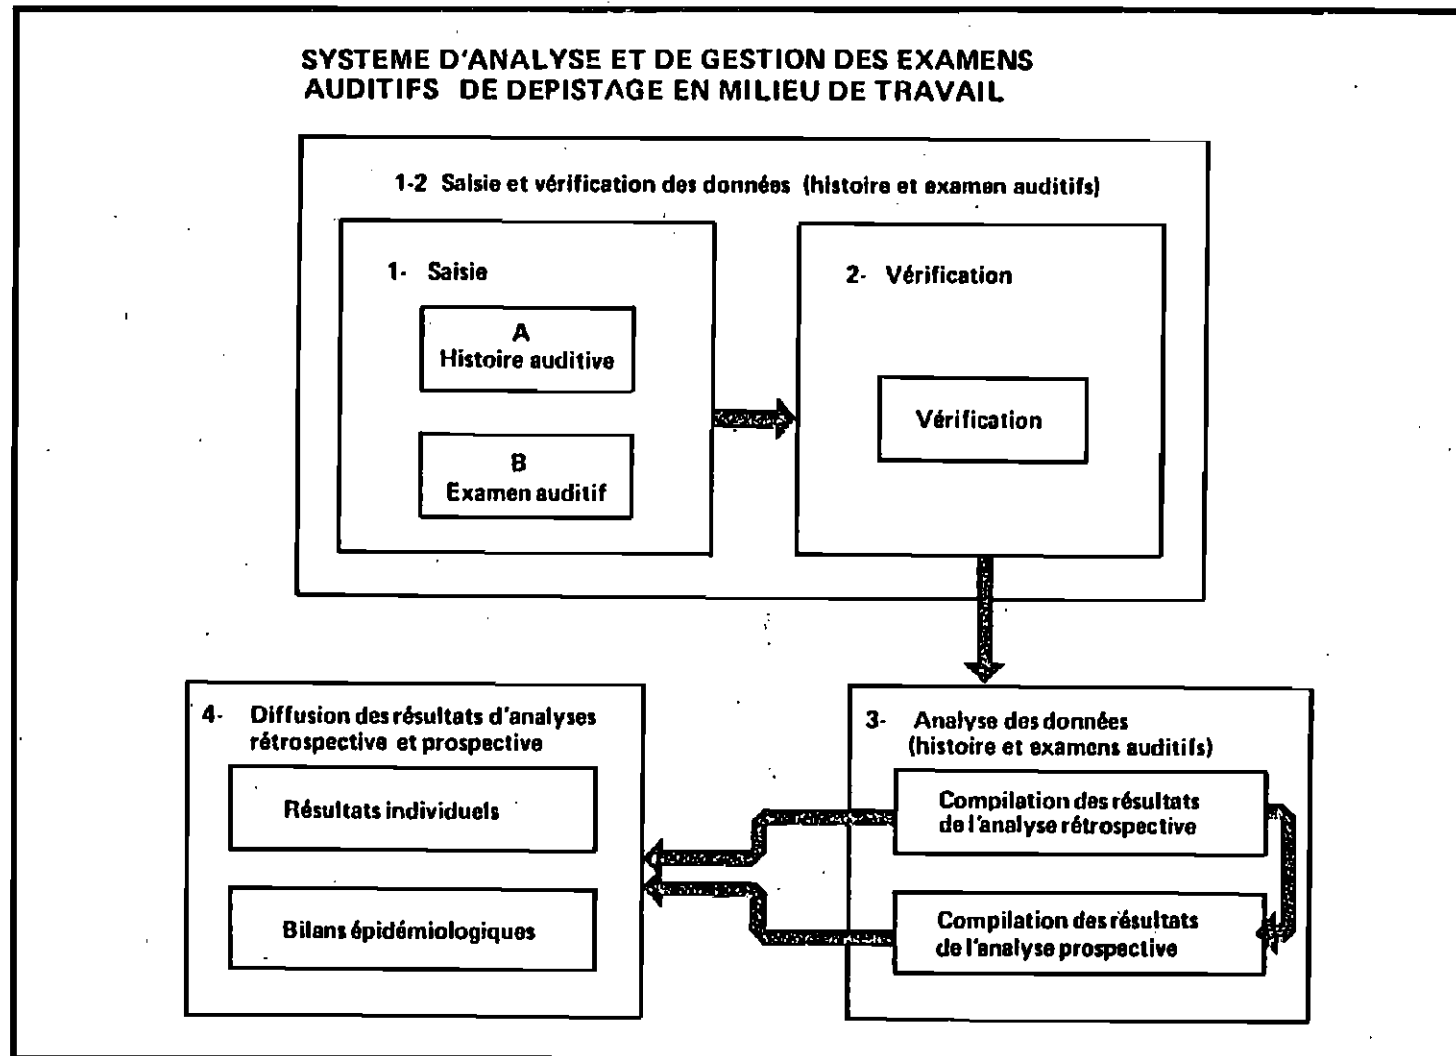 SYSTEME D'ANALYSE ET DE GESTION DES EXAMENS
AUDITIFS DE DEPISTAGE EN MILIEU DE TRAVAIL
1-2 Saisie et vérification des données (histoire et examen auditifs)
1- Saisie
A
Histoire auditive
B
Examen auditif
2- Vérification
Vérification
3- Analyse des données
(histoire et examens auditifs)
Compilation des résultats
de l'analyse rétrospective
Compilation des résultats
de l'analyse prospective
4- Diffusion des résultats d'analyses
rétrospective et prospective
Résultats individuels
Bilans épidémiologiques